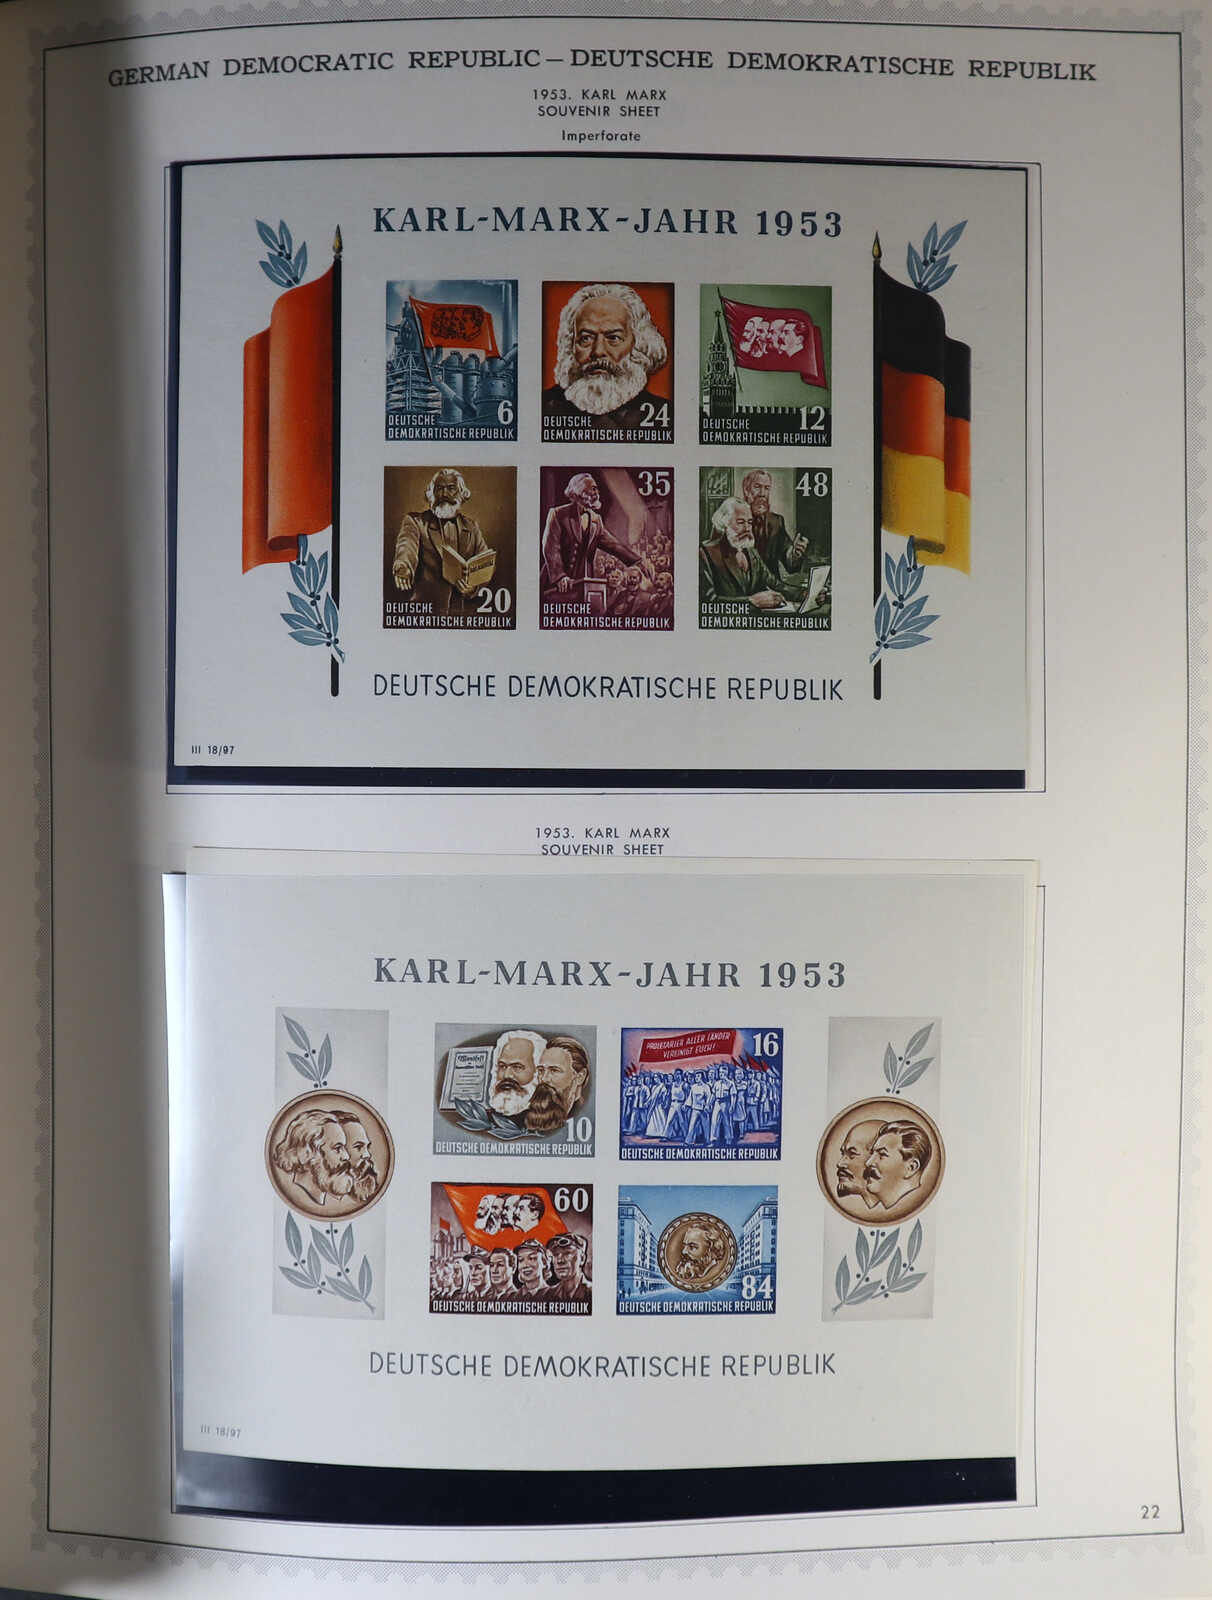 GERMAN DEMOCRATIC REPUBLIC – DEUTSCHE DEMOKRATISCHE REPUBLIK
1953. KARL MARX
SOUVENIR SHEET
Imperforate
KARL-MARX-JAHR 1953
6
DEUTSCHE
DEMOKRATISCHE REPUBLIK
24
DEUTSCHE
DEMOKRATISCHE REPUBLIK
12
DEUTSCHE
DEMOKRATISCHE REPUBLIK
20
DEUTSCHE
DEMOKRATISCHE REPUBLIK
35
DEUTSCHE
DEMOKRATISCHE REPUBLIK
48
DEUTSCHE
DEMOKRATISCHE REPUBLIK
DEUTSCHE DEMOKRATISCHE REPUBLIK
III 18/97
1953. KARL MARX
SOUVENIR SHEET
KARL-MARX-JAHR 1953
10
DEUTSCHE DEMOKRATISCHE REPUBLIK
PROLETARIER ALLER LÄNDER
VEREINIGT EUCH!
16
DEUTSCHE DEMOKRATISCHE REPUBLIK
60
DEUTSCHE DEMOKRATISCHE REPUBLIK
84
DEUTSCHE DEMOKRATISCHE REPUBLIK
DEUTSCHE DEMOKRATISCHE REPUBLIK
III 18/97
22